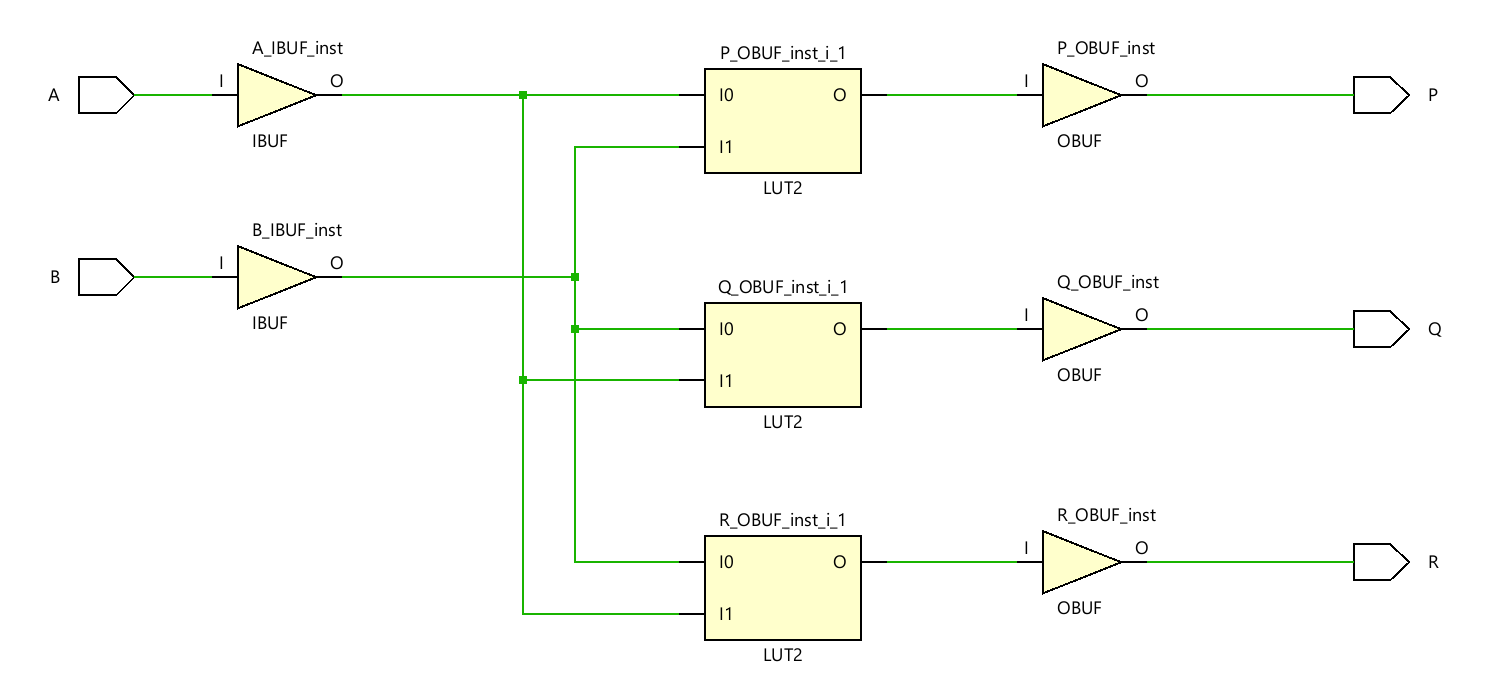 A_IBUF_inst
P_OBUF_inst_i_1
P_OBUF_inst
A
I
O
I0
O
I
O
P
IBUF
I1
OBUF
LUT2
B_IBUF_inst
B
I
O
Q_OBUF_inst_i_1
Q_OBUF_inst
IBUF
I0
O
I
O
Q
I1
OBUF
LUT2
R_OBUF_inst_i_1
R_OBUF_inst
I0
O
I
O
R
I1
OBUF
LUT2